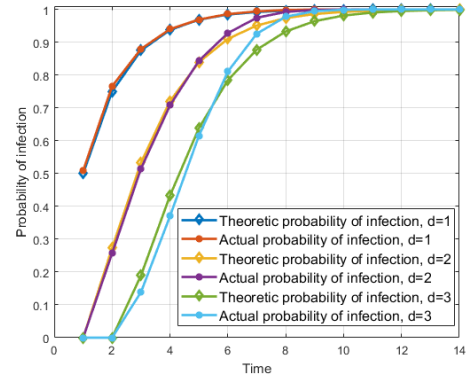 1
0.9
0.8
0.7
0.6
0.5
0.4
0.3
0.2
0.1
0
Probability of infection
Theoretic probability of infection, d=1
Actual probability of infection, d=1
Theoretic probability of infection, d=2
Actual probability of infection, d=2
Theoretic probability of infection, d=3
Actual probability of infection, d=3
0 2 4 6 8 10 12 14
Time